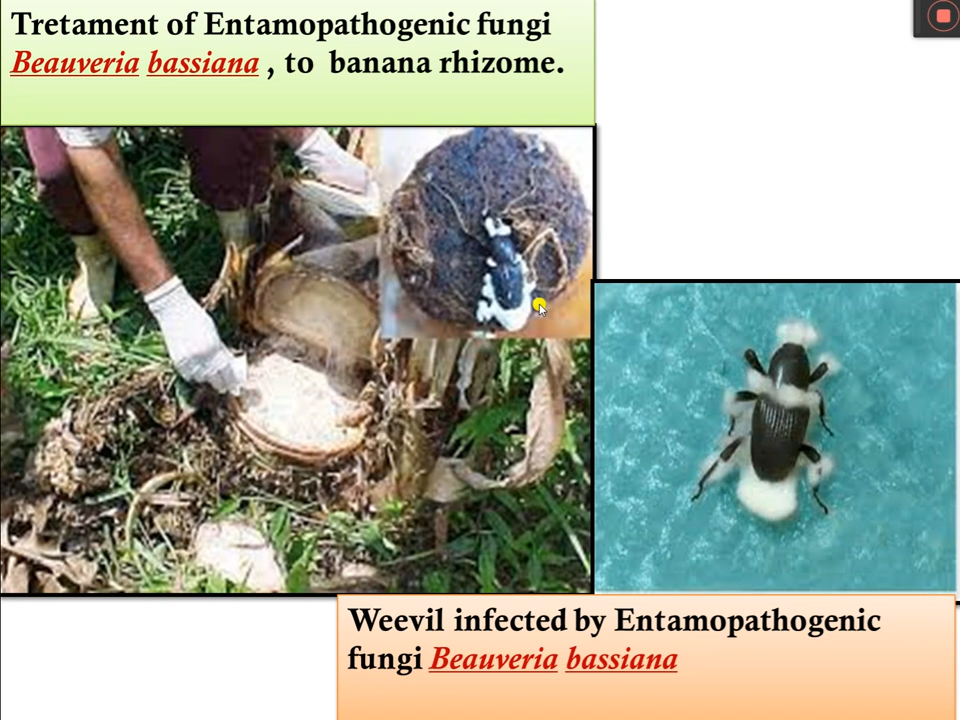 Tretament of Entamopathogenic fungi
Beauveria bassiana , to banana rhizome.
Weevil infected by Entamopathogenic
fungi Beauveria bassiana